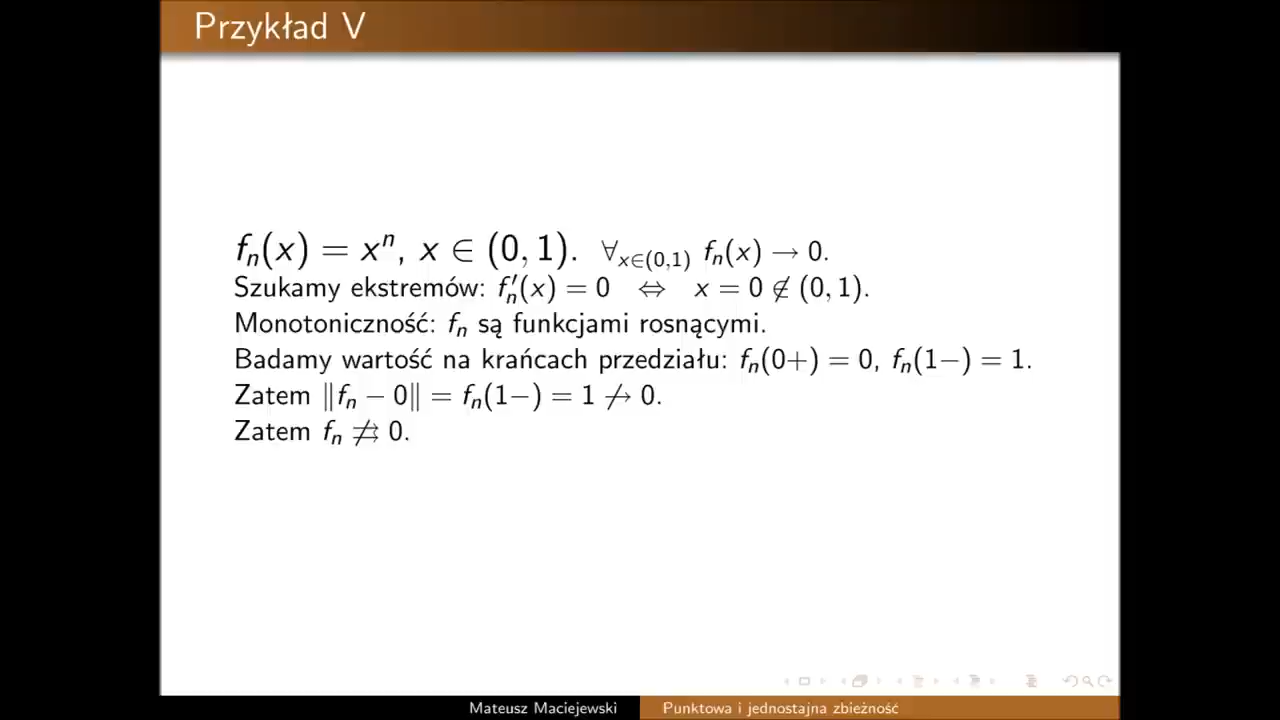 Przykład V
fₙ(x) = xⁿ, x ∈ (0, 1). ∀ₓ∈(0,1) fₙ(x) → 0.
Szukamy ekstremów: f′ₙ(x) = 0 ⇔ x = 0 ∉ (0, 1).
Monotoniczność: fₙ są funkcjami rosnącymi.
Badamy wartość na krańcach przedziału: fₙ(0+) = 0, fₙ(1−) = 1.
Zatem ‖fₙ − 0‖ = fₙ(1−) = 1 ↛ 0.
Zatem fₙ ⇉̸ 0.
Mateusz Maciejewski Punktowa i jednostajna zbieżność